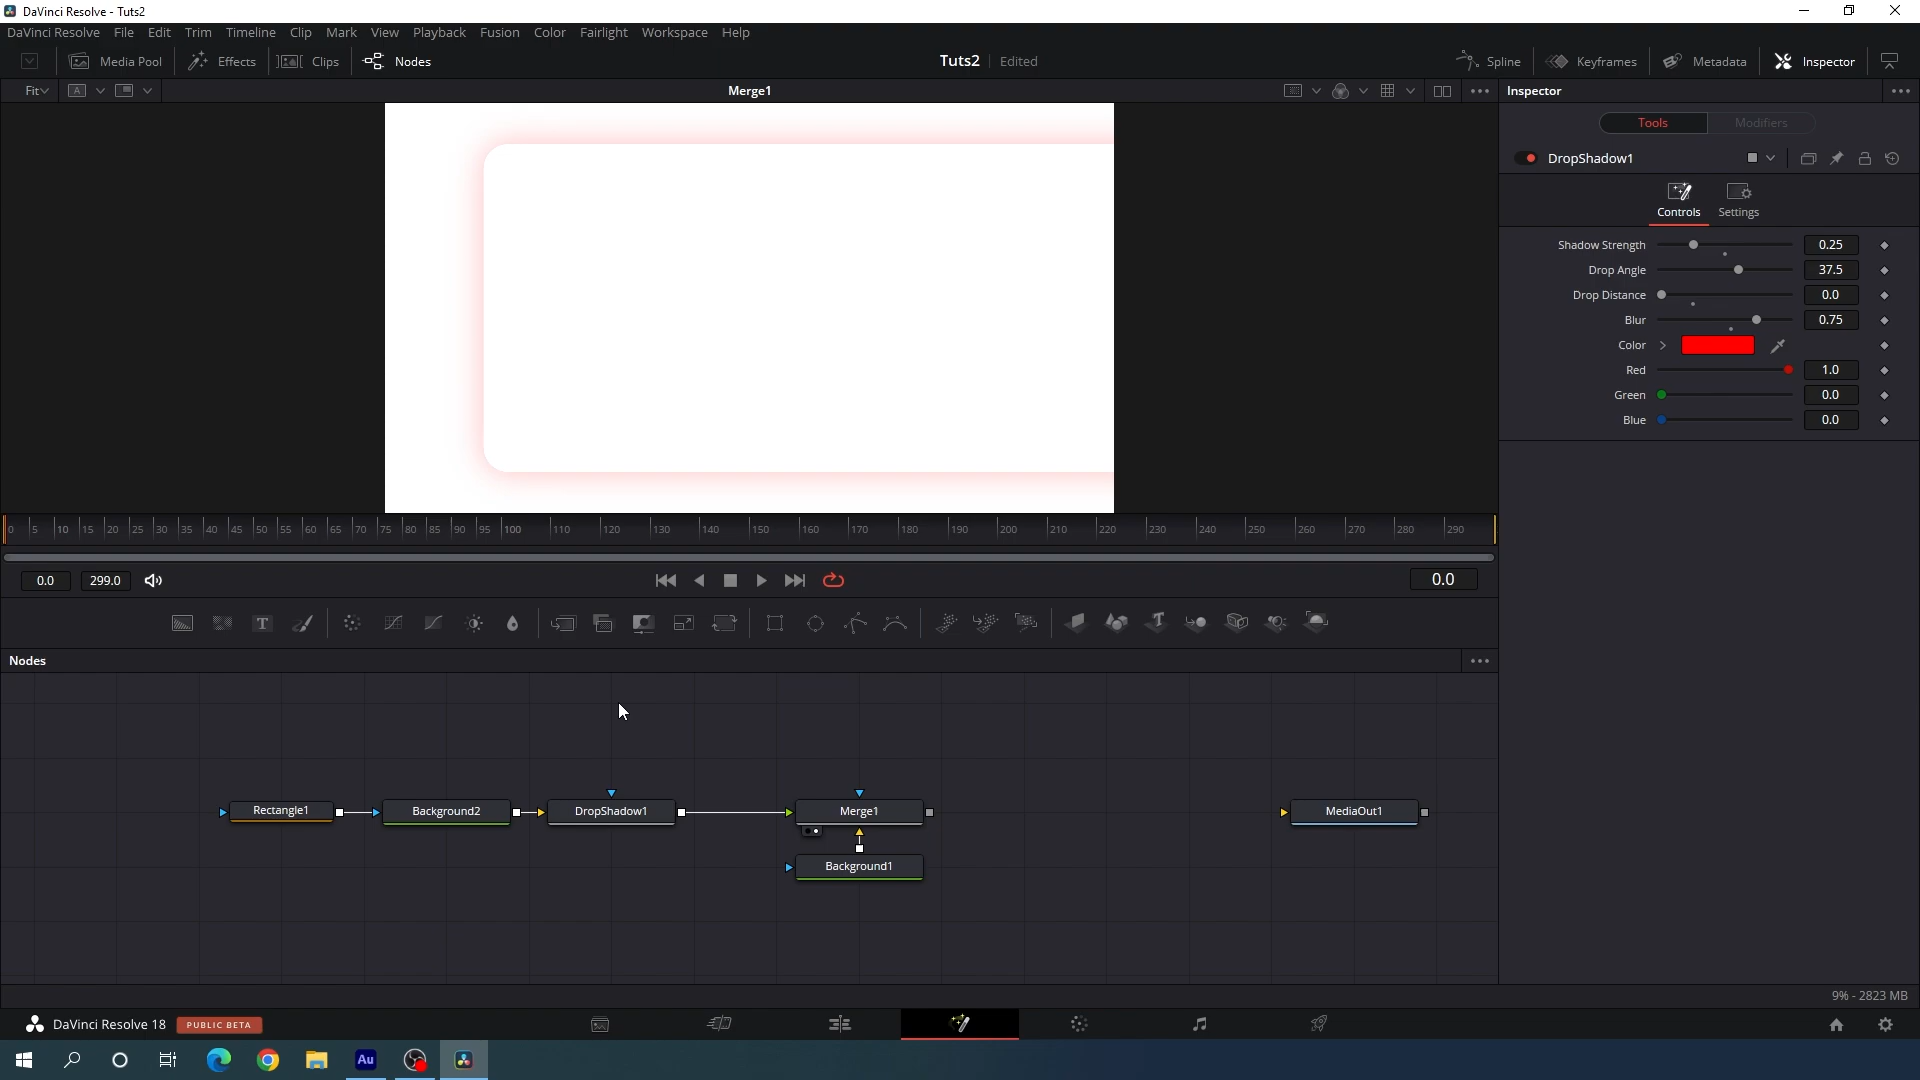 DaVinci Resolve - Tuts2
DaVinci Resolve File Edit Trim Timeline Clip Mark View Playback Fusion Color Fairlight Workspace Help
Media Pool Effects Clips Nodes Tuts2 Edited Spline Keyframes Metadata Inspector
Fit A Merge1 Inspector
Tools Modifiers
DropShadow1
Controls Settings
Shadow Strength 0.25
Drop Angle 37.5
Drop Distance 0.0
Blur 0.75
Color
Red 1.0
Green 0.0
Blue 0.0
0 5 10 15 20 25 30 35 40 45 50 55 60 65 70 75 80 85 90 95 100 110 120 130 140 150 160 170 180 190 200 210 220 230 240 250 260 270 280 290
0.0 299.0 0.0
T T
Nodes
Rectangle1 Background2 DropShadow1 Merge1 MediaOut1
Background1
9% - 2823 MB
DaVinci Resolve 18 PUBLIC BETA
Au